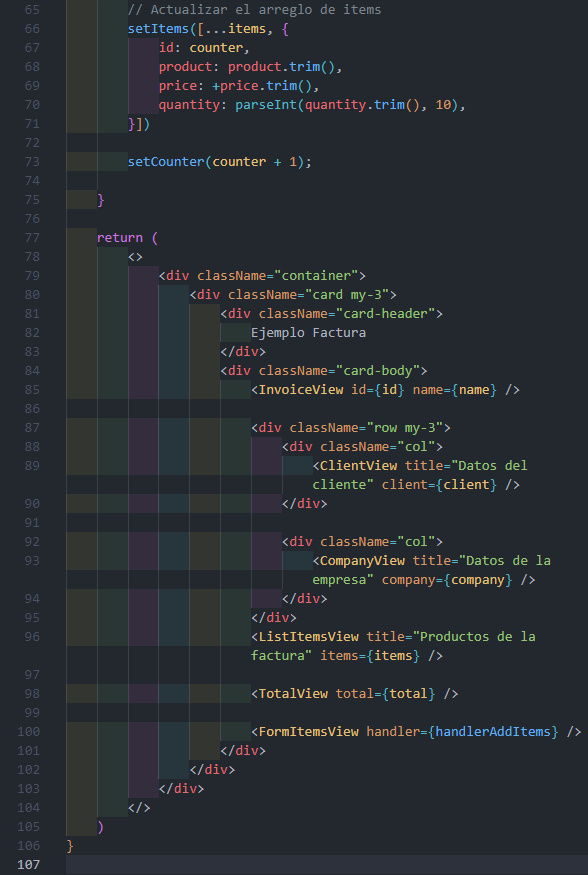 65 // Actualizar el arreglo de items
66 setItems([...items, {
67 id: counter,
68 product: product.trim(),
69 price: +price.trim(),
70 quantity: parseInt(quantity.trim(), 10),
71 }])
72
73 setCounter(counter + 1);
74
75 }
76
77 return (
78 <>
79 <div className="container">
80 <div className="card my-3">
81 <div className="card-header">
82 Ejemplo Factura
83 </div>
84 <div className="card-body">
85 <InvoiceView id={id} name={name} />
86
87 <div className="row my-3">
88 <div className="col">
89 <ClientView title="Datos del
cliente" client={client} />
90 </div>
91
92 <div className="col">
93 <CompanyView title="Datos de la
empresa" company={company} />
94 </div>
95 </div>
96 <ListItemsView title="Productos de la
factura" items={items} />
97
98 <TotalView total={total} />
99
100 <FormItemsView handler={handlerAddItems} />
101 </div>
102 </div>
103 </div>
104 </>
105 )
106 }
107